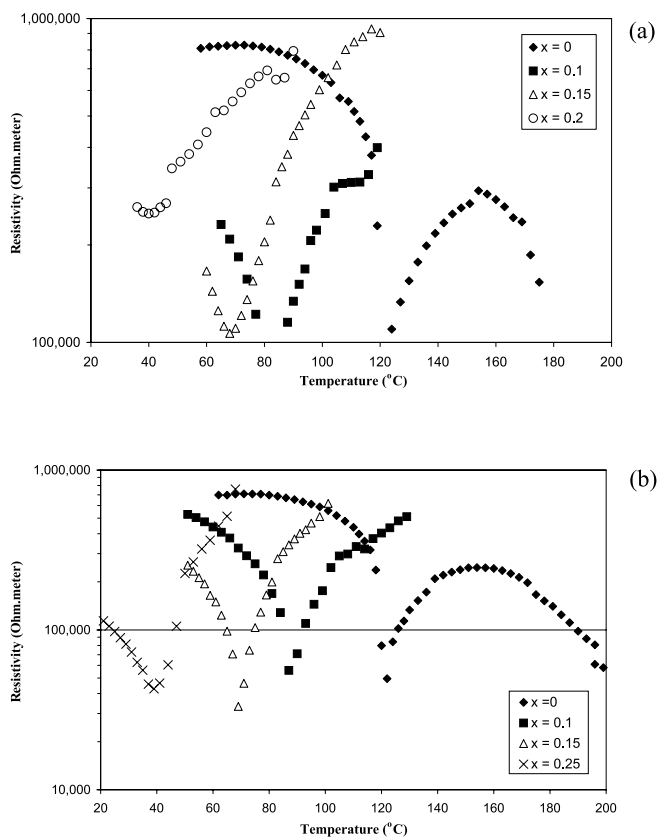 (a)
1,000,000
100,000
Resistivity (Ohm.meter)
x = 0
x = 0.1
x = 0.15
x = 0.2
20 40 60 80 100 120 140 160 180 200
Temperature (°C)
(b)
1,000,000
100,000
10,000
Resistivity (Ohm.meter)
x =0
x = 0.1
x = 0.15
x = 0.25
20 40 60 80 100 120 140 160 180 200
Temperature (°C)